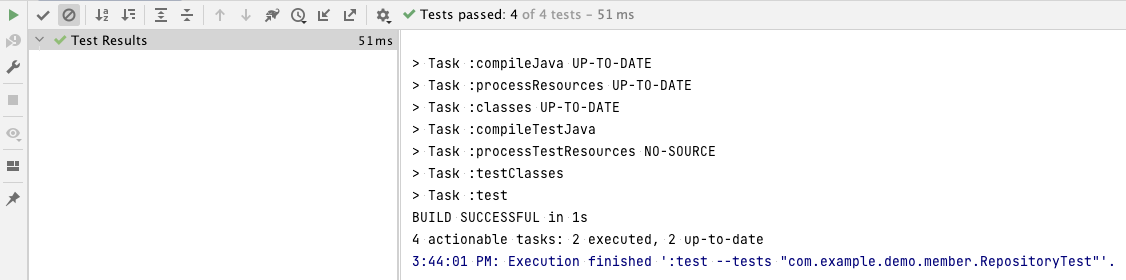 Tests passed: 4 of 4 tests – 51 ms
Test Results 51 ms
> Task :compileJava UP-TO-DATE
> Task :processResources UP-TO-DATE
> Task :classes UP-TO-DATE
> Task :compileTestJava
> Task :processTestResources NO-SOURCE
> Task :testClasses
> Task :test
BUILD SUCCESSFUL in 1s
4 actionable tasks: 2 executed, 2 up-to-date
3:44:01 PM: Execution finished ':test --tests "com.example.demo.member.RepositoryTest"'.